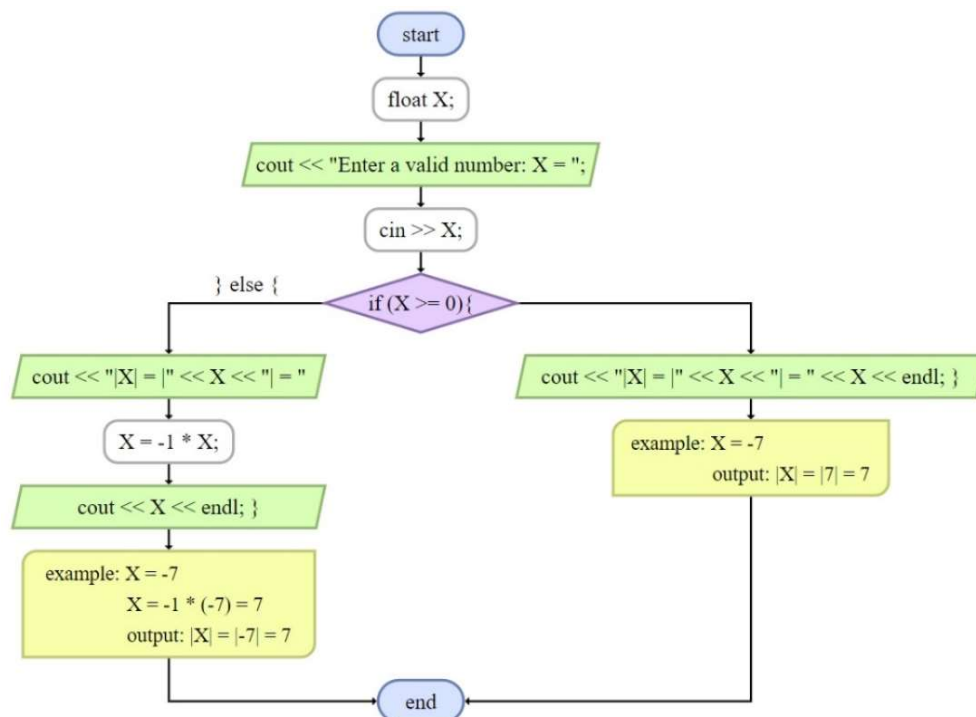 start
float X;
cout << "Enter a valid number: X = ";
cin >> X;
if (X >= 0){
} else {
cout << "|X| = |" << X << "| = "
X = -1 * X;
cout << X << endl; }
example: X = -7
X = -1 * (-7) = 7
output: |X| = |-7| = 7
cout << "|X| = |" << X << "| = " << X << endl; }
example: X = -7
output: |X| = |7| = 7
end